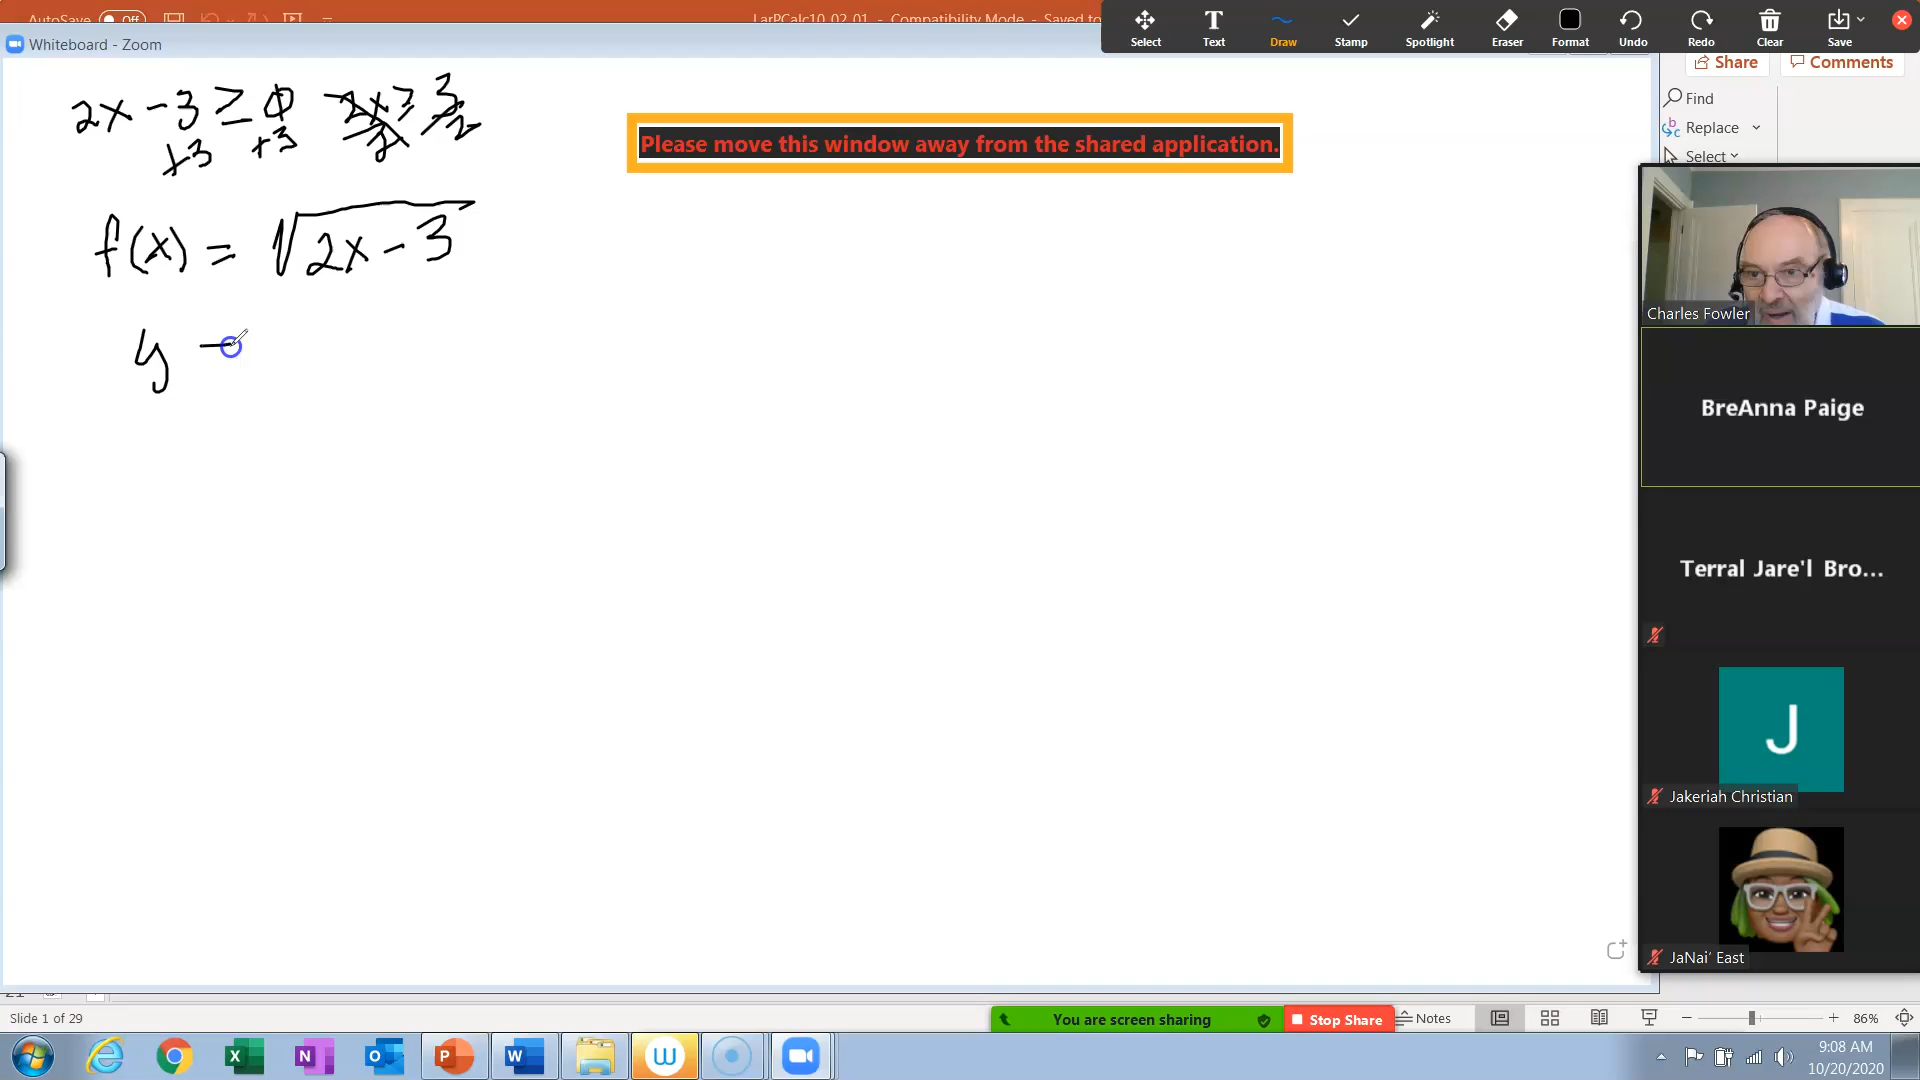 AutoSave Off
LarPCalc10_02_01 - Compatibility Mode - Saved to
Whiteboard - Zoom
Select Text Draw Stamp Spotlight Eraser Format Undo Redo Clear Save
Share Comments
Find
Replace
Select
2x - 3 ≥ 0 2x ≥ 3
+3 +3 2 2
Please move this window away from the shared application.
f(x) = √2x - 3
y -
Charles Fowler
BreAnna Paige
Terral Jare'l Bro...
J
Jakeriah Christian
JaNai' East
Slide 1 of 29
You are screen sharing
Stop Share
Notes
86%
9:08 AM
10/20/2020